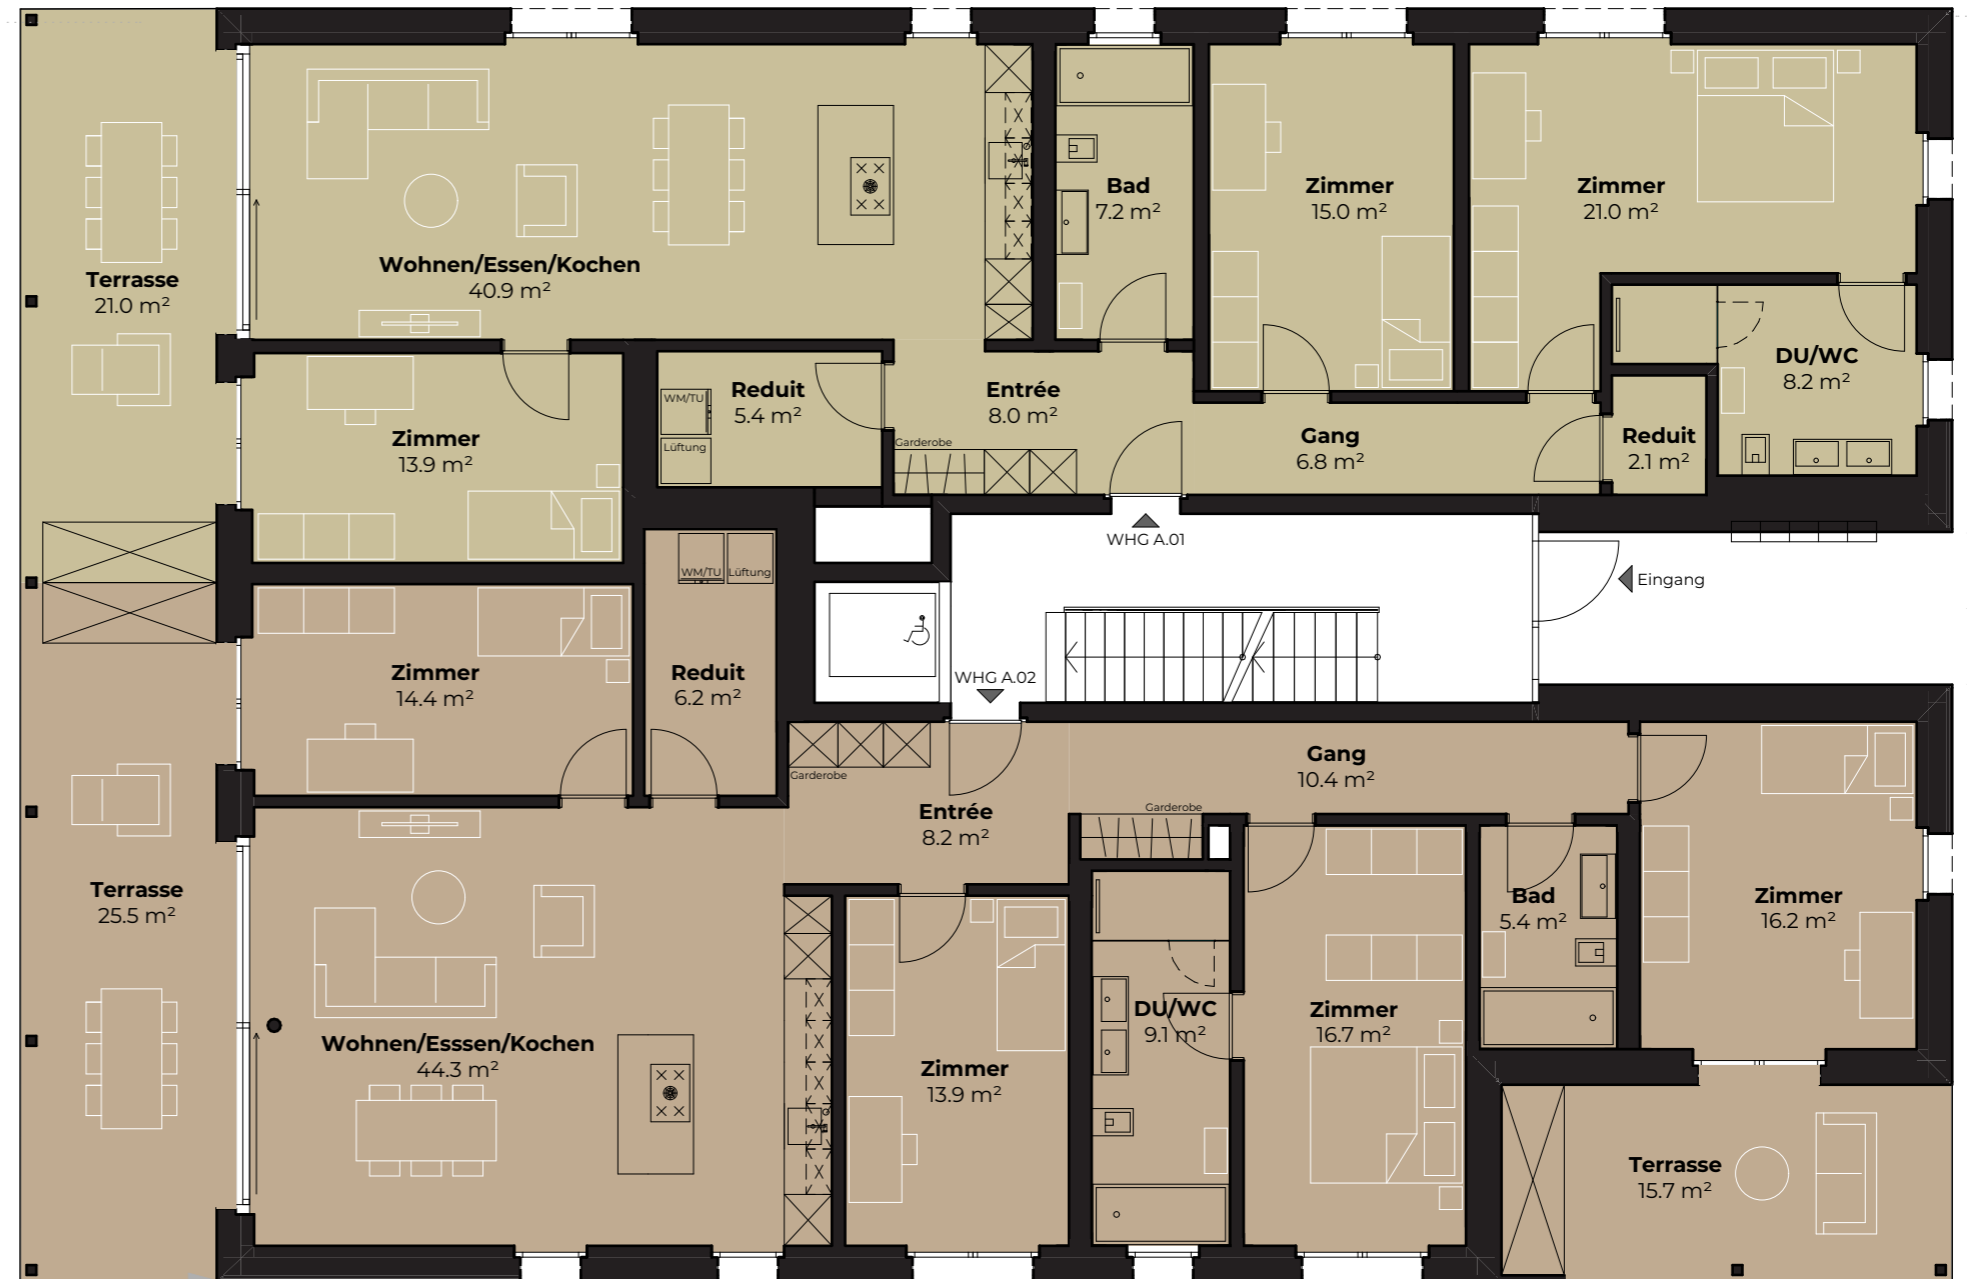 Terrasse
21.0 m²
Wohnen/Essen/Kochen
40.9 m²
Bad
7.2 m²
Zimmer
15.0 m²
Zimmer
21.0 m²
DU/WC
8.2 m²
Zimmer
13.9 m²
Reduit
5.4 m²
WM/TU
Lüftung
Entrée
8.0 m²
Garderobe
Gang
6.8 m²
Reduit
2.1 m²
WHG A.01
Eingang
WHG A.02
Zimmer
14.4 m²
WM/TU
Lüftung
Reduit
6.2 m²
Garderobe
Entrée
8.2 m²
Gang
10.4 m²
Garderobe
Terrasse
25.5 m²
Wohnen/Esssen/Kochen
44.3 m²
Zimmer
13.9 m²
DU/WC
9.1 m²
Zimmer
16.7 m²
Bad
5.4 m²
Zimmer
16.2 m²
Terrasse
15.7 m²